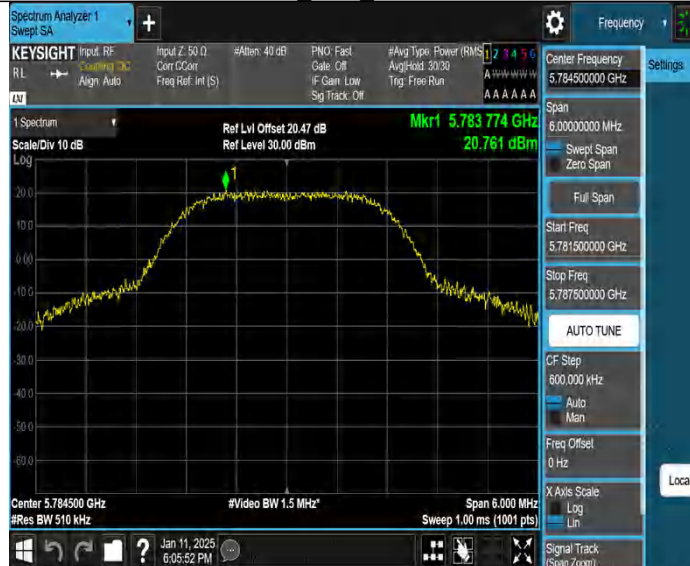 Spectrum Analyzer 1
Swept SA
Frequency
KEYSIGHT
RL
Input: RF
Coupling: DC
Align: Auto
Input Z: 50 Ω
Corr CCorr
Freq Ref: Int (S)
#Atten: 40 dB
PNO: Fast
Gate: Off
IF Gain: Low
Sig Track: Off
#Avg Type: Power (RMS
Avg|Hold: 30/30
Trig: Free Run
1 2 3 4 5 6
A W W W W W
A A A A A A
LXI
1 Spectrum
Scale/Div 10 dB
Log
Ref Lvl Offset 20.47 dB
Ref Level 30.00 dBm
Mkr1 5.783 774 GHz
20.761 dBm
1
20.0
10.0
0.00
-10.0
-20.0
-30.0
-40.0
-50.0
-60.0
Center 5.784500 GHz
#Res BW 510 kHz
#Video BW 1.5 MHz*
Span 6.000 MHz
Sweep 1.00 ms (1001 pts)
Jan 11, 2025
6:05:52 PM
?
Center Frequency
5.784500000 GHz
Settings
Span
6.00000000 MHz
Swept Span
Zero Span
Full Span
Start Freq
5.781500000 GHz
Stop Freq
5.787500000 GHz
AUTO TUNE
CF Step
600.000 kHz
Auto
Man
Freq Offset
0 Hz
X Axis Scale
Log
Lin
Loca
Signal Track
(Span Zoom)